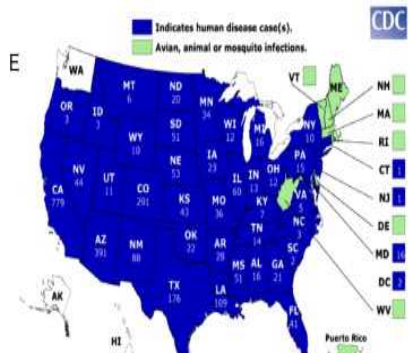 Indicates human disease case(s).
Avian, animal or mosquito infections.
CDC
E
WA
MT
6
ND
20
MN
34
VT
ME
NH
OR
3
ID
3
SD
51
WI
12
MI
16
NY
10
MA
WY
10
RI
NE
53
IA
23
PA
15
CT 1
NV
44
UT
11
CO
291
IL
60
IN
13
OH
12
NJ 1
CA
779
KS
43
MO
36
KY
7
VA
5
DE
NC
3
MD 16
AZ
391
NM
88
OK
22
AR
28
TN
14
SC
2
DC 2
MS
51
AL
16
GA
21
WV
TX
176
LA
109
FL
41
AK
HI
Puerto Rico